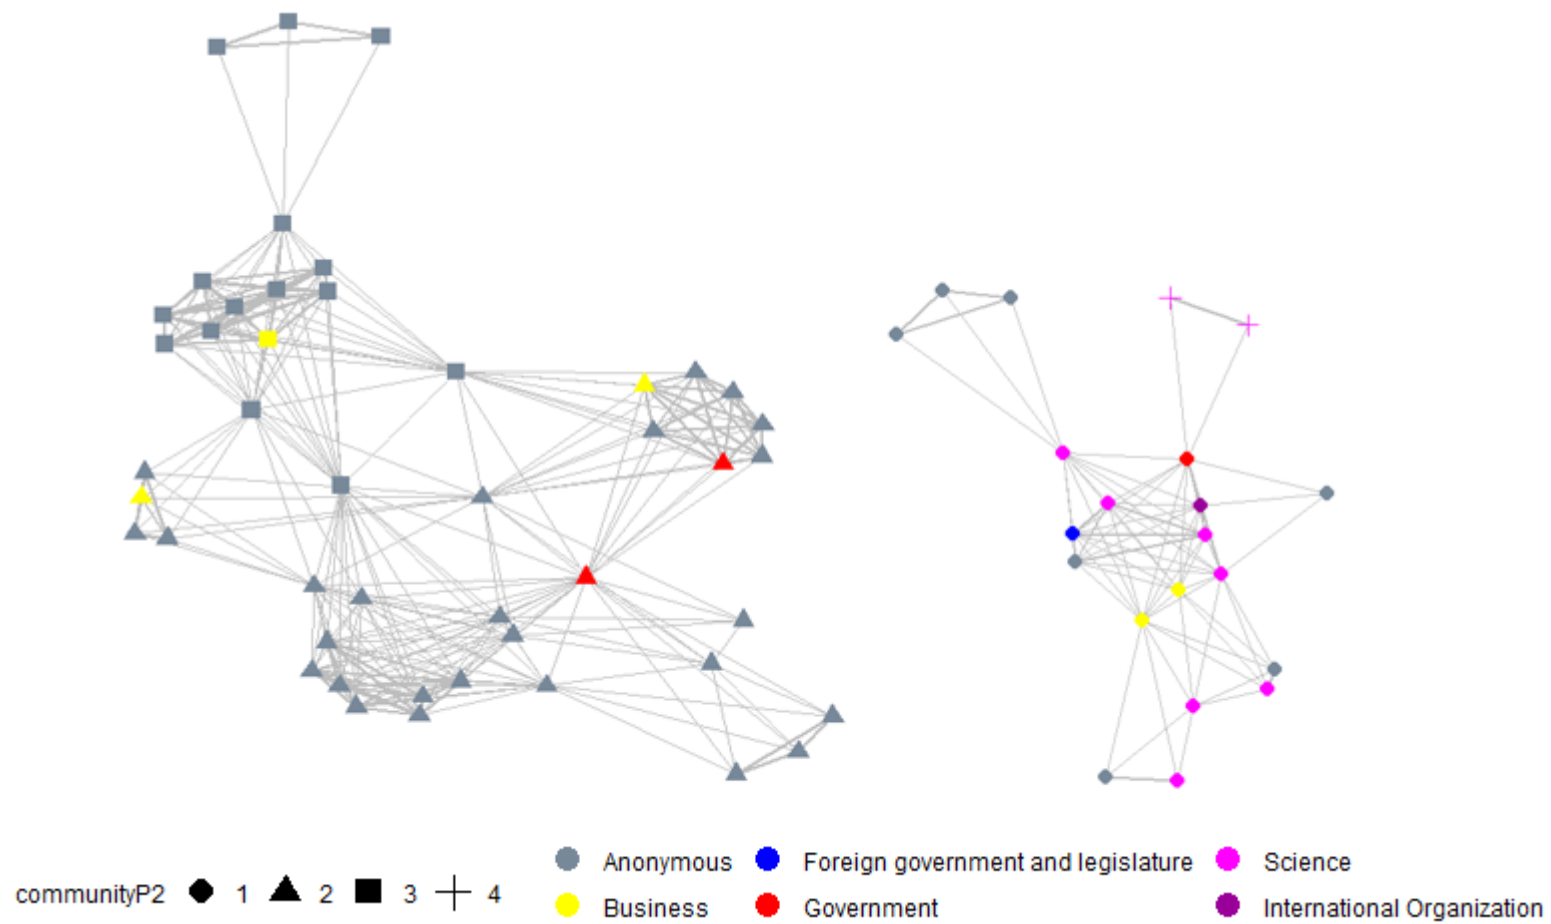 Anonymous Foreign government and legislature Science
communityP2 1 2 3 4
Business Government International Organization